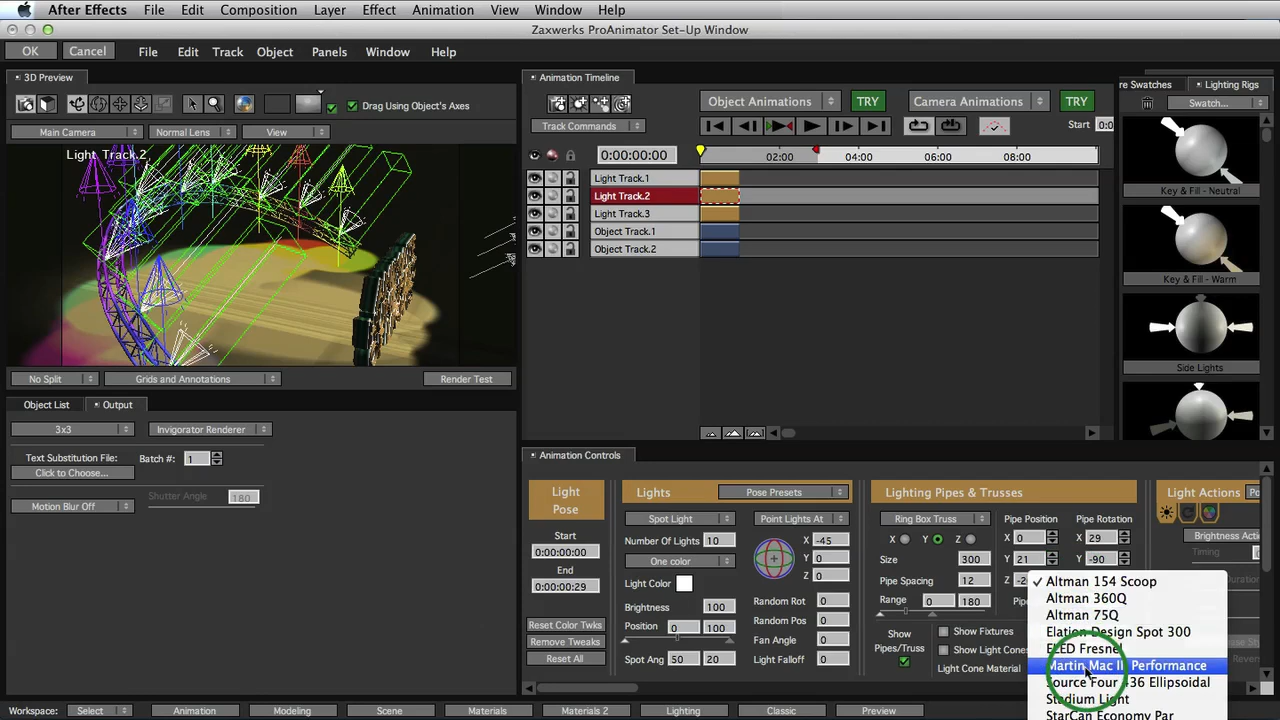 After Effects File Edit Composition Layer Effect Animation View Window Help
Zaxwerks ProAnimator Set-Up Window
OK Cancel File Edit Track Object Panels Window Help
3D Preview
Drag Using Object's Axes
Main Camera Normal Lens View
Light Track.2
No Split Grids and Annotations Render Test
Object List Output
3x3 Invigorator Renderer
Text Substitution File: Batch #: 1
Click to Choose...
Motion Blur Off Shutter Angle 180
Animation Timeline
Object Animations TRY Camera Animations TRY
Track Commands Start 0:0
0:00:00:00 02:00 04:00 06:00 08:00
Light Track.1
Light Track.2
Light Track.3
Object Track.1
Object Track.2
re Swatches Lighting Rigs
Swatch...
Key & Fill - Neutral
Key & Fill - Warm
Side Lights
Animation Controls
Light Pose
Start
0:00:00:00
End
0:00:00:29
Reset Color Twks
Remove Tweaks
Reset All
Lights Pose Presets
Spot Light Point Lights At
Number Of Lights 10 X -45
One color Y 0
Light Color Z 0
Brightness 100 Random Rot 0
Position 0 100 Random Pos 0
Fan Angle 0
Spot Ang 50 20 Light Falloff 0
Lighting Pipes & Trusses
Ring Box Truss Pipe Position Pipe Rotation
X Y Z X 0 X 29
Size 300 Y 21 Y -90
Pipe Spacing 12 Z
Range 0 180
Show Pipes/Truss
Show Fixtures
Show Light Cones
Light Cone Material
Light Actions
Timing
✓ Altman 154 Scoop
Altman 360Q
Altman 75Q
Elation Design Spot 300
Martin Mac III Performance
Source Four 436 Ellipsoidal
Stadium Light
StarCan Economy Par
Workspace: Select Animation Modeling Scene Materials Materials 2 Lighting Classic Preview